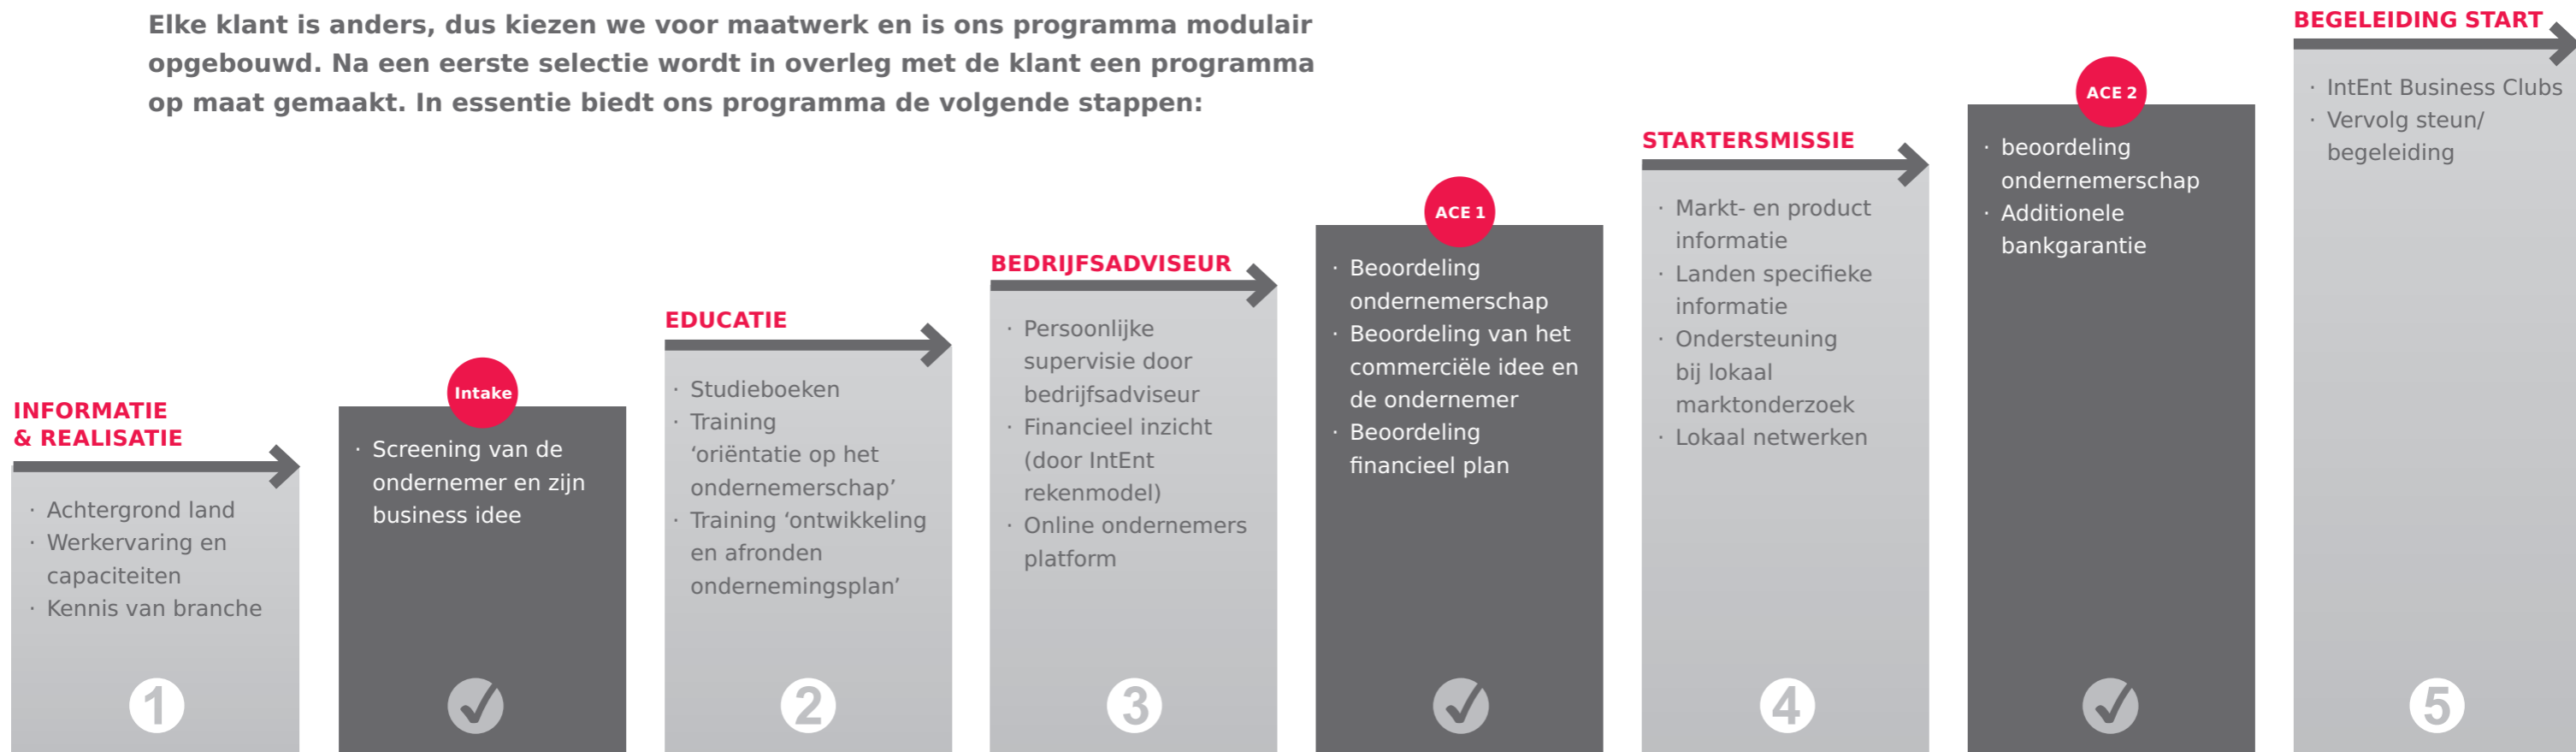 Elke klant is anders, dus kiezen we voor maatwerk en is ons programma modulair
opgebouwd. Na een eerste selectie wordt in overleg met de klant een programma
op maat gemaakt. In essentie biedt ons programma de volgende stappen:
INFORMATIE
& REALISATIE
· Achtergrond land
· Werkervaring en
capaciteiten
· Kennis van branche
1
Intake
· Screening van de
ondernemer en zijn
business idee
EDUCATIE
· Studieboeken
· Training
‘oriëntatie op het
ondernemerschap’
· Training ‘ontwikkeling
en afronden
ondernemingsplan’
2
BEDRIJFSADVISEUR
· Persoonlijke
supervisie door
bedrijfsadviseur
· Financieel inzicht
(door IntEnt
rekenmodel)
· Online ondernemers
platform
3
ACE 1
· Beoordeling
ondernemerschap
· Beoordeling van het
commerciële idee en
de ondernemer
· Beoordeling
financieel plan
STARTERSMISSIE
· Markt- en product
informatie
· Landen specifieke
informatie
· Ondersteuning
bij lokaal
marktonderzoek
· Lokaal netwerken
4
ACE 2
· beoordeling
ondernemerschap
· Additionele
bankgarantie
BEGELEIDING START
· IntEnt Business Clubs
· Vervolg steun/
begeleiding
5